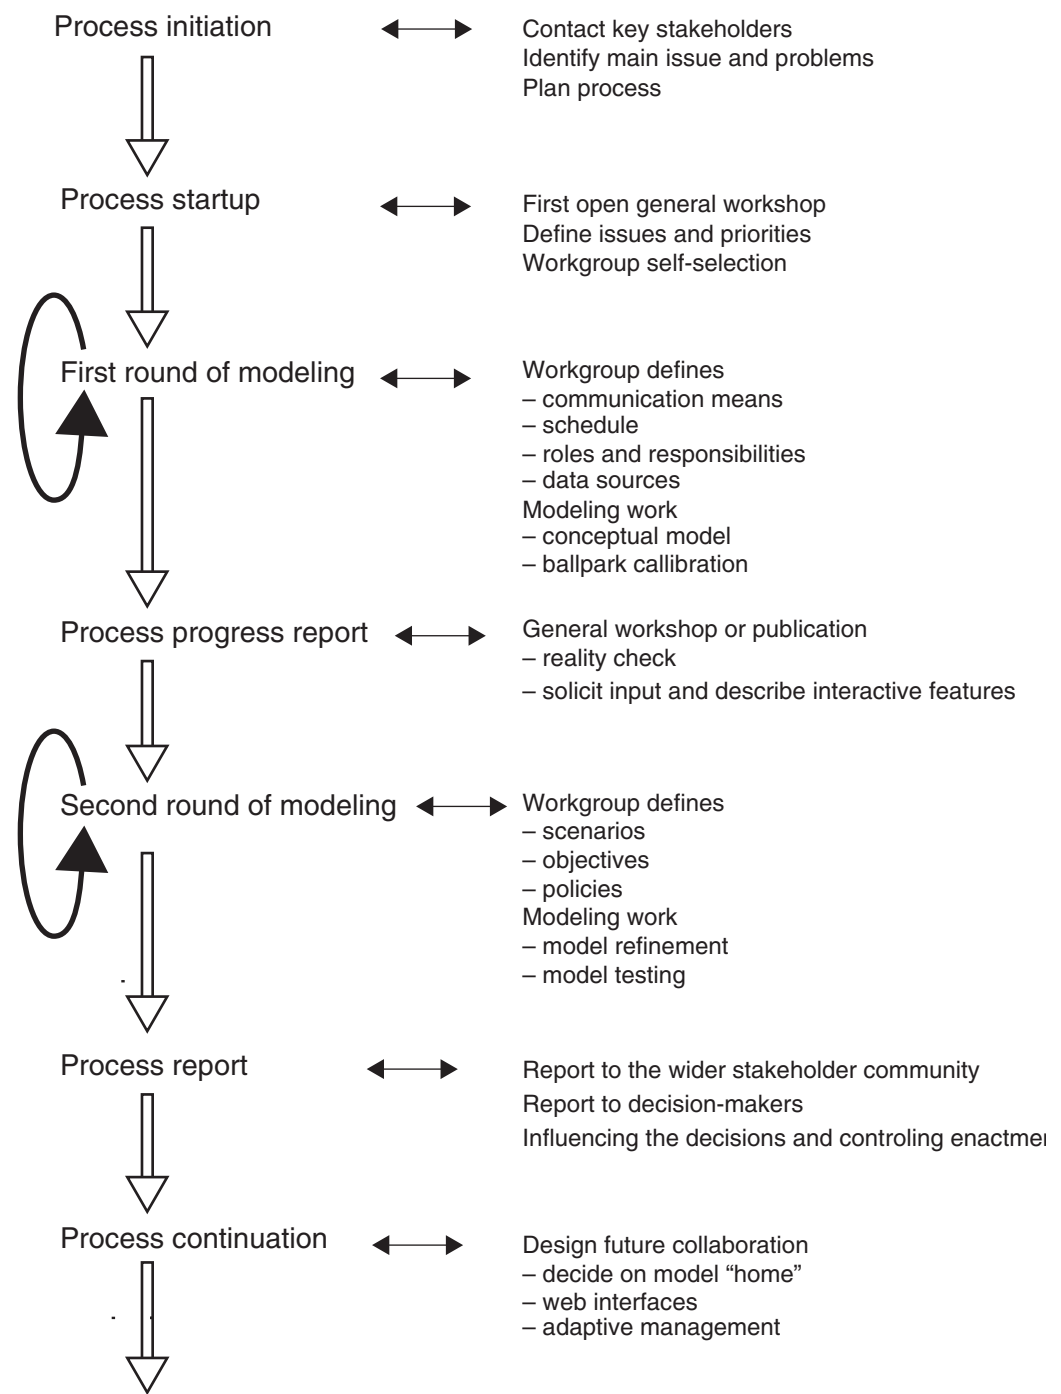 Process initiation
Contact key stakeholders
Identify main issue and problems
Plan process
Process startup
First open general workshop
Define issues and priorities
Workgroup self-selection
First round of modeling
Workgroup defines
– communication means
– schedule
– roles and responsibilities
– data sources
Modeling work
– conceptual model
– ballpark callibration
Process progress report
General workshop or publication
– reality check
– solicit input and describe interactive features
Second round of modeling
Workgroup defines
– scenarios
– objectives
– policies
Modeling work
– model refinement
– model testing
Process report
Report to the wider stakeholder community
Report to decision-makers
Influencing the decisions and controling
Process continuation
Design future collaboration
– decide on model “home”
– web interfaces
– adaptive management